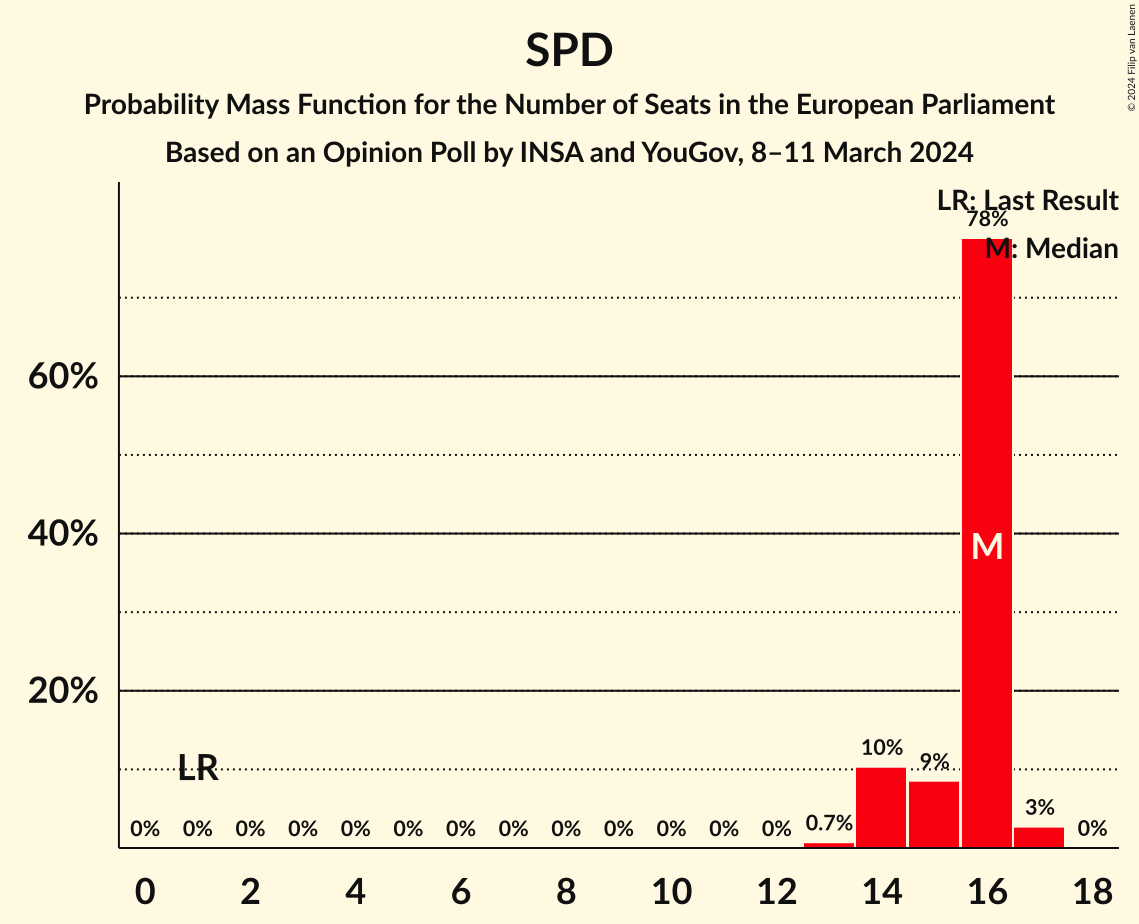 SPD
Probability Mass Function for the Number of Seats in the European Parliament
Based on an Opinion Poll by INSA and YouGov, 8–11 March 2024
© 2024 Filip van Laenen
LR: Last Result
78%
M: Median
60%
40%
M
20%
LR
10%
9%
3%
0% 0% 0% 0% 0% 0% 0% 0% 0% 0% 0% 0% 0% 0.7% 0%
0 2 4 6 8 10 12 14 16 18